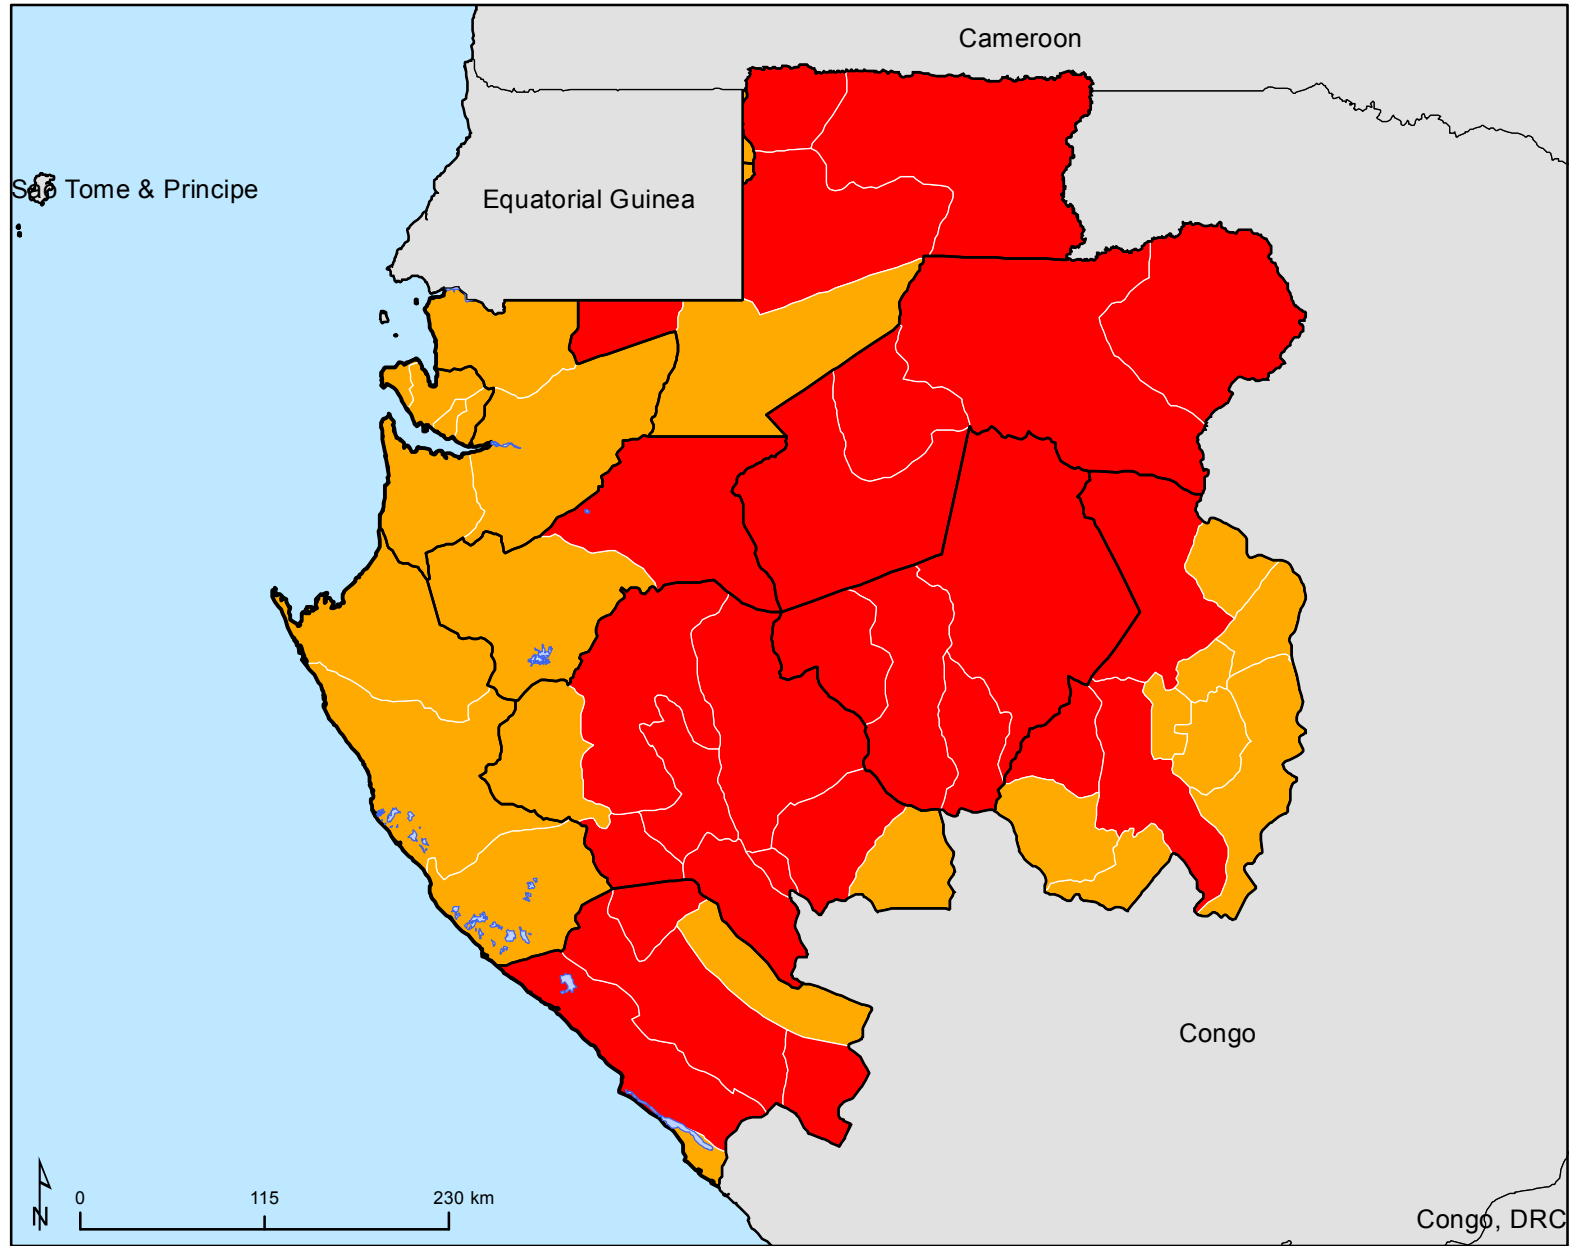 Cameroon
Sao Tome & Principe
Equatorial Guinea
Congo
N
0 115 230 km
Congo, DRC